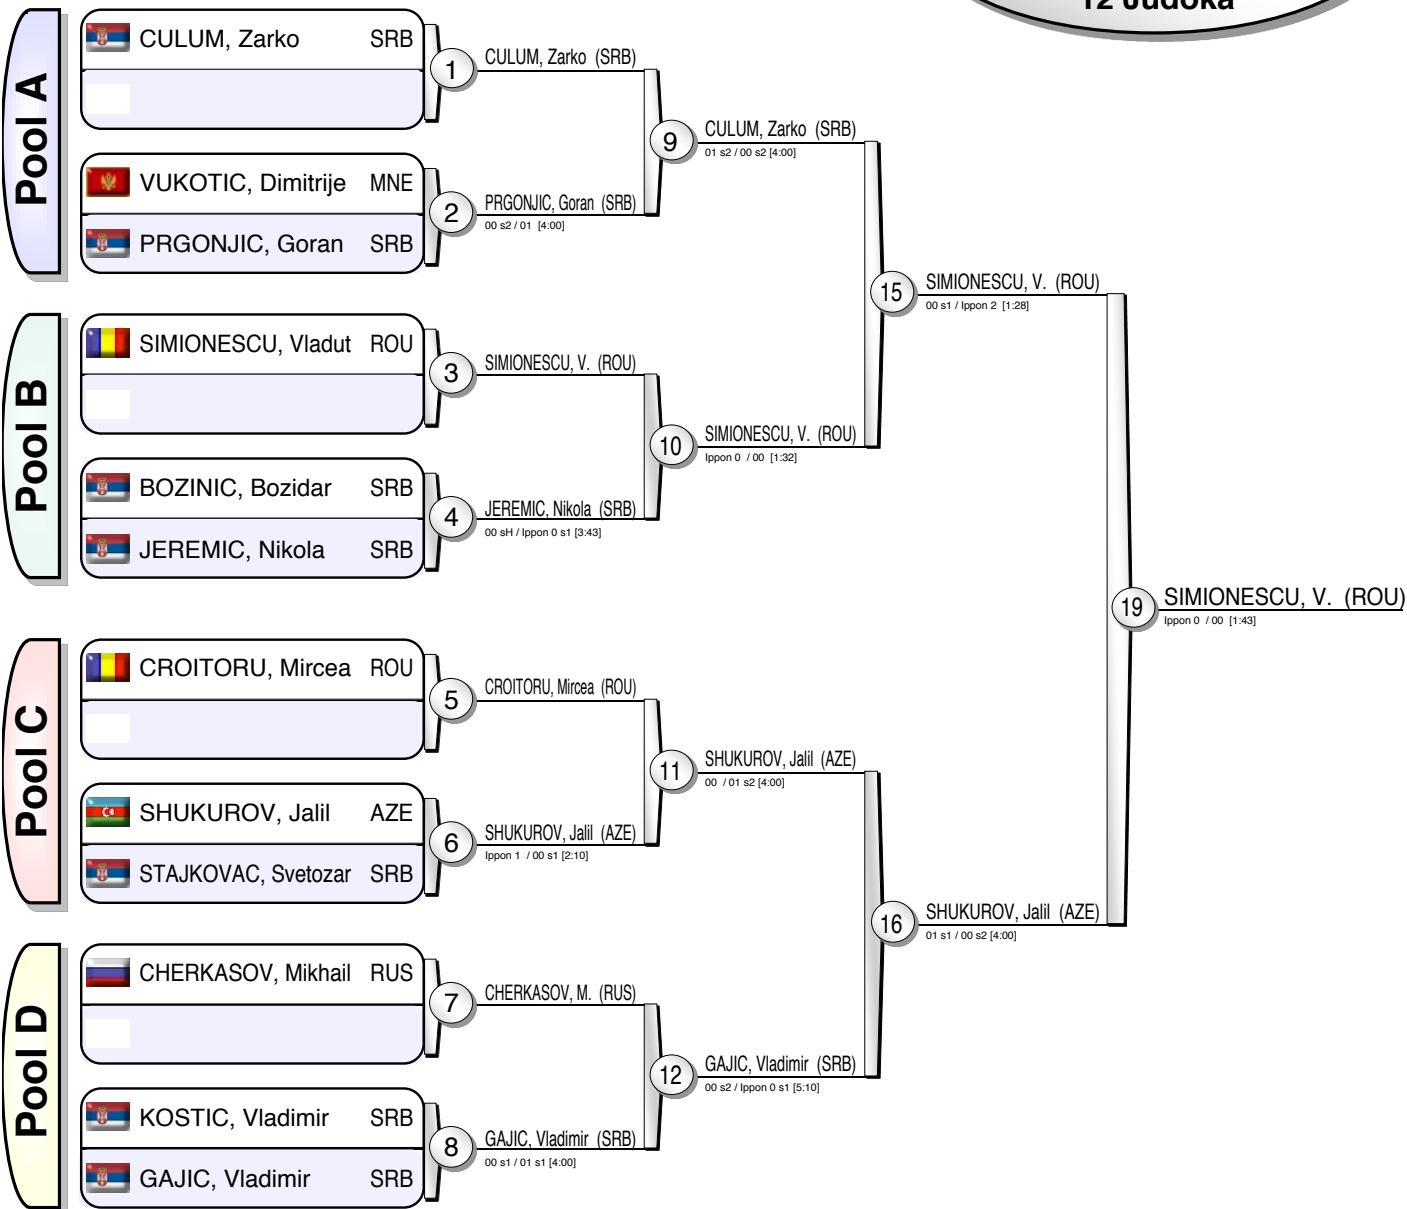 12 Judoka
Pool A
CULUM, Zarko SRB
1
CULUM, Zarko (SRB)
VUKOTIC, Dimitrije MNE
PRGONJIC, Goran SRB
2
PRGONJIC, Goran (SRB)
00 s2 / 01 [4:00]
9
CULUM, Zarko (SRB)
01 s2 / 00 s2 [4:00]
Pool B
SIMIONESCU, Vladut ROU
3
SIMIONESCU, V. (ROU)
BOZINIC, Bozidar SRB
JEREMIC, Nikola SRB
4
JEREMIC, Nikola (SRB)
00 sH / Ippon 0 s1 [3:43]
10
SIMIONESCU, V. (ROU)
Ippon 0 / 00 [1:32]
15
SIMIONESCU, V. (ROU)
00 s1 / Ippon 2 [1:28]
Pool C
CROITORU, Mircea ROU
5
CROITORU, Mircea (ROU)
SHUKUROV, Jalil AZE
STAJKOVAC, Svetozar SRB
6
SHUKUROV, Jalil (AZE)
Ippon 1 / 00 s1 [2:10]
11
SHUKUROV, Jalil (AZE)
00 / 01 s2 [4:00]
Pool D
CHERKASOV, Mikhail RUS
7
CHERKASOV, M. (RUS)
KOSTIC, Vladimir SRB
GAJIC, Vladimir SRB
8
GAJIC, Vladimir (SRB)
00 s1 / 01 s1 [4:00]
12
GAJIC, Vladimir (SRB)
00 s2 / Ippon 0 s1 [5:10]
16
SHUKUROV, Jalil (AZE)
01 s1 / 00 s2 [4:00]
19
SIMIONESCU, V. (ROU)
Ippon 0 / 00 [1:43]